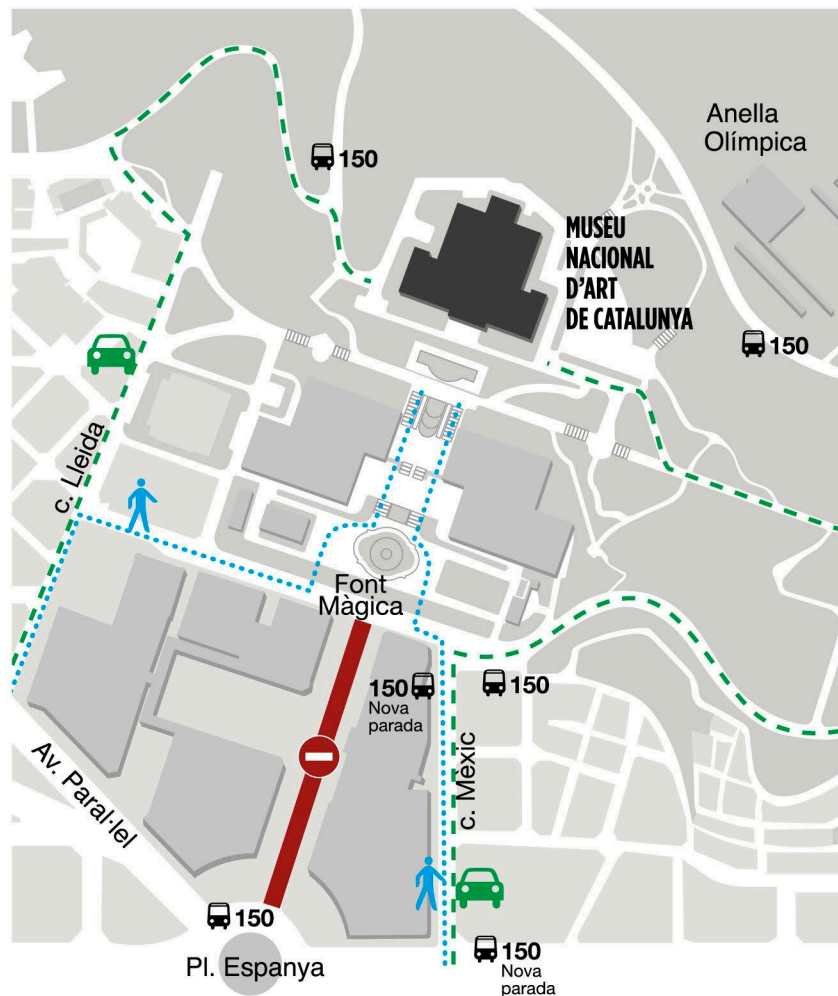 Anella
Olímpica
150
MUSEU
NACIONAL
D'ART
DE CATALUNYA
150
c. Lleida
Font
Màgica
150
Nova
parada
150
c. Mèxic
Av. Paral·lel
150
Pl. Espanya
150
Nova
parada